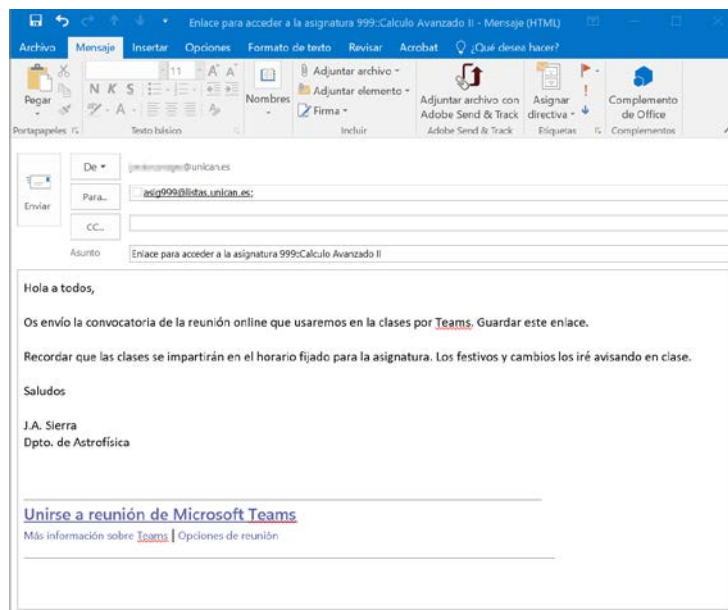 Enlace para acceder a la asignatura 999::Calculo Avanzado II - Mensaje (HTML)
Archivo Mensaje Insertar Opciones Formato de texto Revisar Acrobat ¿Qué desea hacer?
Pegar
N K S
11
A A
A
Nombres
Adjuntar archivo
Adjuntar elemento
Firma
Adjuntar archivo con
Adobe Send & Track
Asignar
directiva
Complemento
de Office
Portapapeles Texto básico Incluir Adobe Send & Track Etiquetas Complementos
Enviar
De @unican.es
Para... asig999@listas.unican.es;
CC...
Asunto Enlace para acceder a la asignatura 999::Calculo Avanzado II
Hola a todos,
Os envío la convocatoria de la reunión online que usaremos en la clases por Teams. Guardar este enlace.
Recordar que las clases se impartirán en el horario fijado para la asignatura. Los festivos y cambios los iré avisando en clase.
Saludos
J.A. Sierra
Dpto. de Astrofísica
Unirse a reunión de Microsoft Teams
Más información sobre Teams | Opciones de reunión